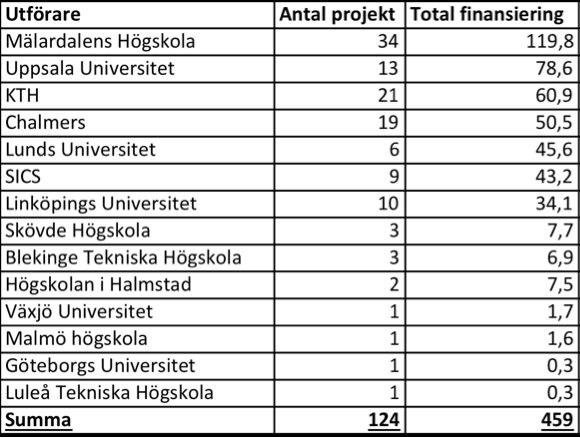 Utförare Antal projekt Total finansiering
Mälardalens Högskola 34 119,8
Uppsala Universitet 13 78,6
KTH 21 60,9
Chalmers 19 50,5
Lunds Universitet 6 45,6
SICS 9 43,2
Linköpings Universitet 10 34,1
Skövde Högskola 3 7,7
Blekinge Tekniska Högskola 3 6,9
Högskolan i Halmstad 2 7,5
Växjö Universitet 1 1,7
Malmö högskola 1 1,6
Göteborgs Universitet 1 0,3
Luleå Tekniska Högskola 1 0,3
Summa 124 459